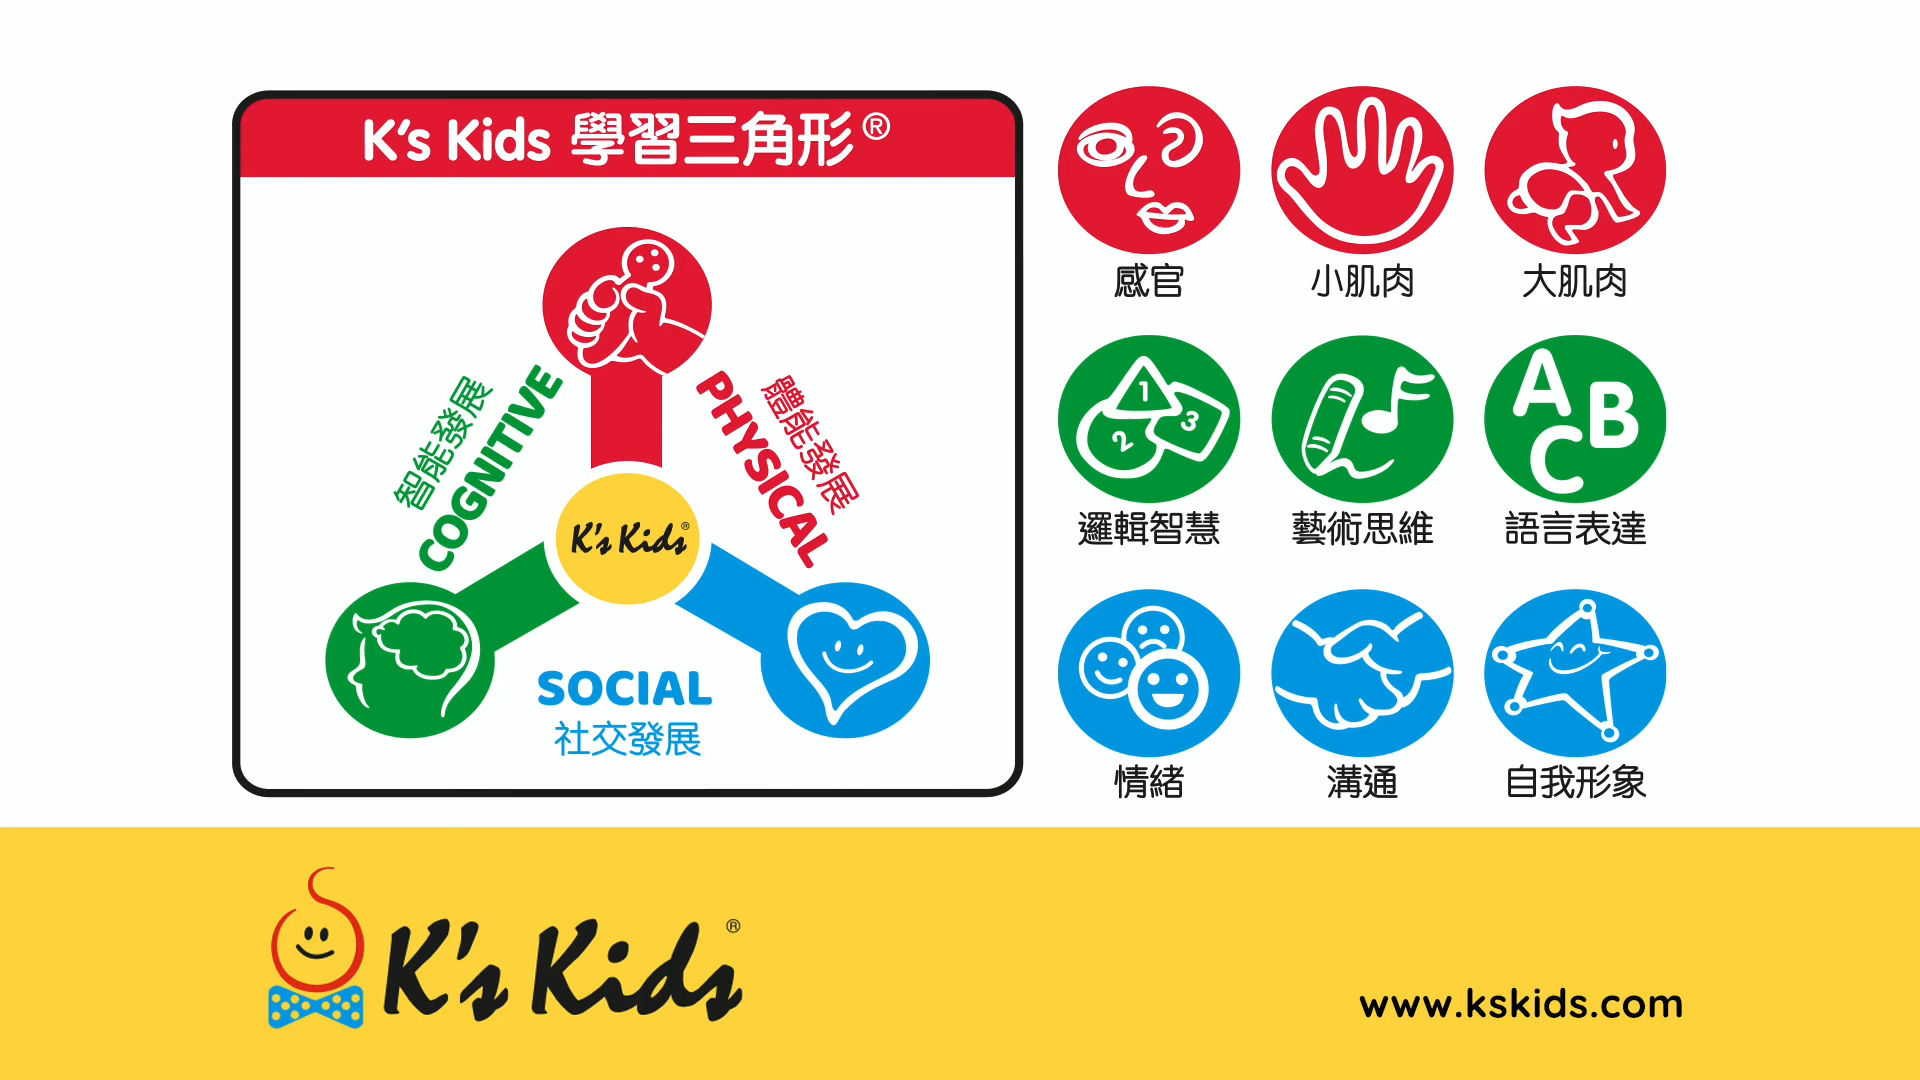 K's Kids 學習三角形®
智能發展
COGNITIVE
體能發展
PHYSICAL
K's Kids®
SOCIAL
社交發展
感官
小肌肉
大肌肉
1
2
3
A
B
C
邏輯智慧
藝術思維
語言表達
情緒
溝通
自我形象
K's Kids®
www.kskids.com